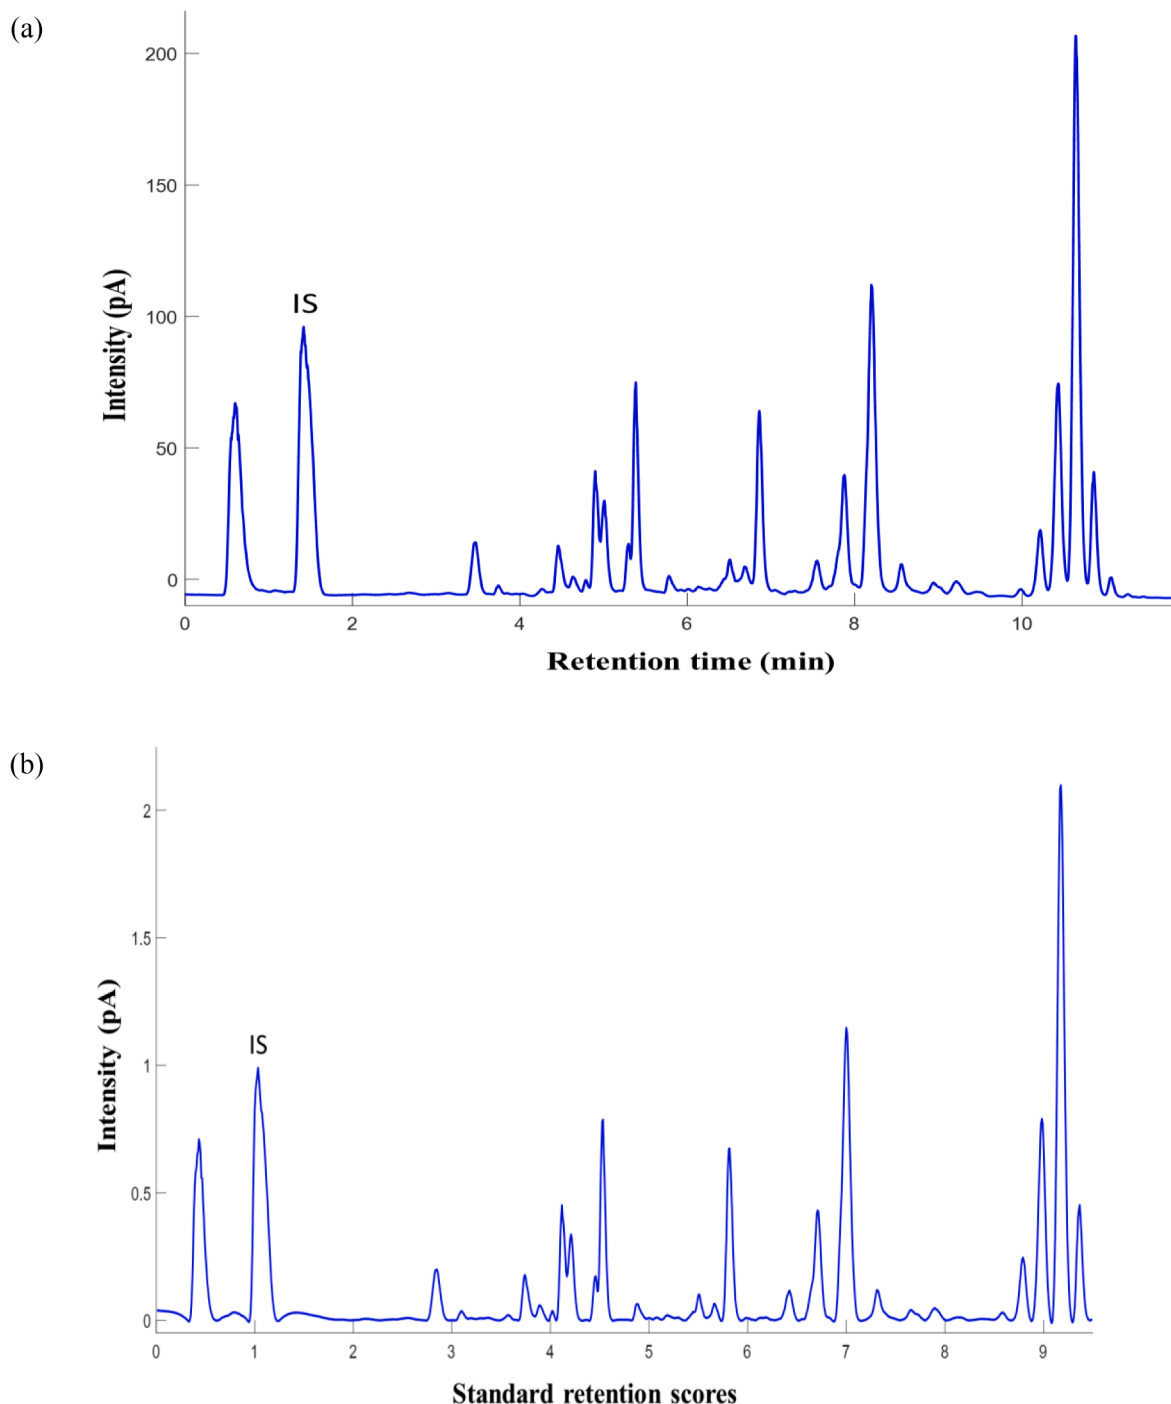 (a)
200
150
100
50
0
Intensity (pA)
IS
0 2 4 6 8 10
Retention time (min)
(b)
2
1.5
1
0.5
0
Intensity (pA)
IS
0 1 2 3 4 5 6 7 8 9
Standard retention scores